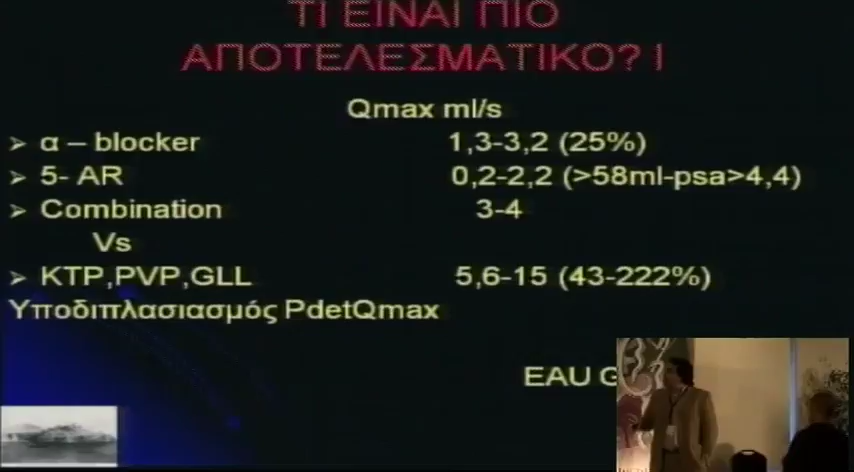 ΤΙ ΕΙΝΑΙ ΠΙΟ
ΑΠΟΤΕΛΕΣΜΑΤΙΚΟ? Ι
Qmax ml/s
➢ α – blocker 1,3-3,2 (25%)
➢ 5- AR 0,2-2,2 (>58ml-psa>4,4)
➢ Combination 3-4
Vs
➢ KTP,PVP,GLL 5,6-15 (43-222%)
Υποδιπλασιασμός PdetQmax
EAU G